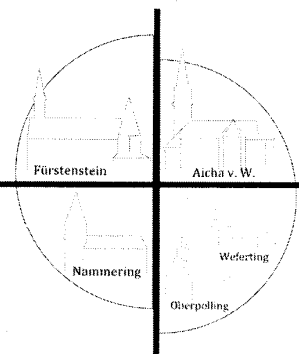 Fürstenstein
Aicha v. W.
Nammering
Weferting
Oberpolling